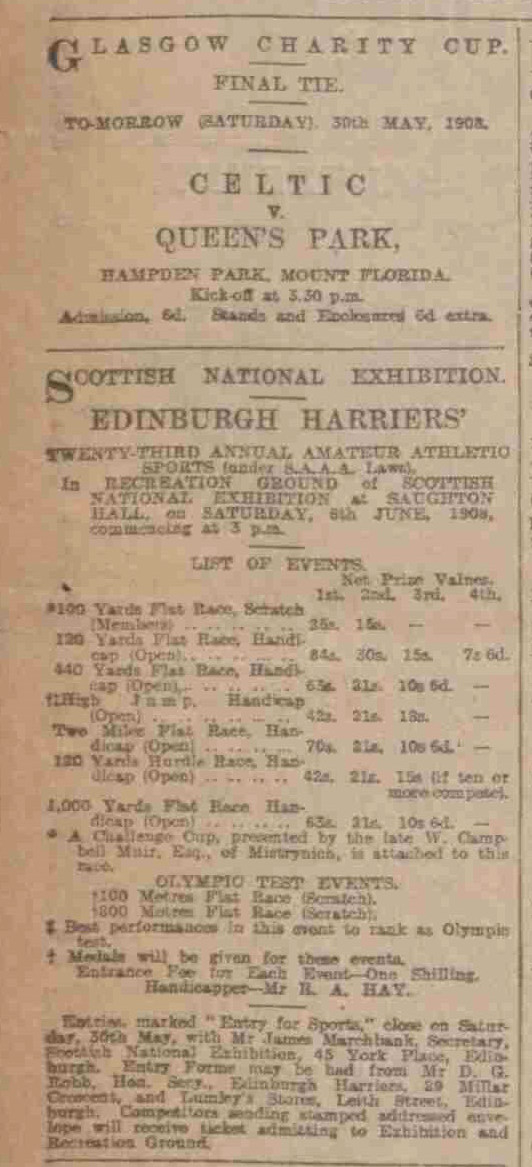 GLASGOW CHARITY CUP.
FINAL TIE.
TO-MORROW (SATURDAY), 30th MAY, 1908.
CELTIC
v.
QUEEN'S PARK,
HAMPDEN PARK, MOUNT FLORIDA.
Kick-off at 3.30 p.m.
Admission, 6d. Stands and Enclosures 6d extra.
SCOTTISH NATIONAL EXHIBITION.
EDINBURGH HARRIERS'
TWENTY-THIRD ANNUAL AMATEUR ATHLETIC
SPORTS (under S.A.A.A. Laws),
In RECREATION GROUND of SCOTTISH
NATIONAL EXHIBITION at SAUGHTON
HALL, on SATURDAY, 6th JUNE, 1908,
commencing at 3 p.m.
LIST OF EVENTS.
Net Prize Values.
1st. 2nd. 3rd. 4th.
*100 Yards Flat Race, Scratch
(Members) .. .. .. .. .. .. 25s. 15s. — —
120 Yards Flat Race, Handi-
cap (Open).. .. .. .. .. .. 84s. 30s. 15s. 7s 6d.
440 Yards Flat Race, Handi-
cap (Open).. .. .. .. .. .. 63s. 21s. 10s 6d. —
‡High Jump, Handicap
(Open) .. .. .. .. .. .. .. 42s. 21s. 15s. —
Two Miles Flat Race, Han-
dicap (Open) .. .. .. .. .. 70s. 21s. 10s 6d. —
120 Yards Hurdle Race, Han-
dicap (Open) .. .. .. .. 42s. 21s. 15s (if ten or
more compete).
1,000 Yards Flat Race Han-
dicap (Open) .. .. .. .. .. 63s. 21s. 10s 6d. —
* A Challenge Cup, presented by the late W. Camp-
bell Muir, Esq., of Mistrynich, is attached to this
race.
OLYMPIC TEST EVENTS.
†100 Metres Flat Race (Scratch).
†800 Metres Flat Race (Scratch).
‡ Best performances in this event to rank as Olympic
test.
† Medals will be given for these events.
Entrance Fee for Each Event—One Shilling.
Handicapper—Mr R. A. HAY.
Entries, marked "Entry for Sports," close on Satur-
day, 30th May, with Mr James Marchbank, Secretary,
Scottish National Exhibition, 45 York Place, Edin-
burgh. Entry Forms may be had from Mr D. G.
Robb, Hon. Secy., Edinburgh Harriers, 29 Millar
Crescent, and Lumley's Stores, Leith Street, Edin-
burgh. Competitors sending stamped addressed enve-
lope will receive ticket admitting to Exhibition and
Recreation Ground.